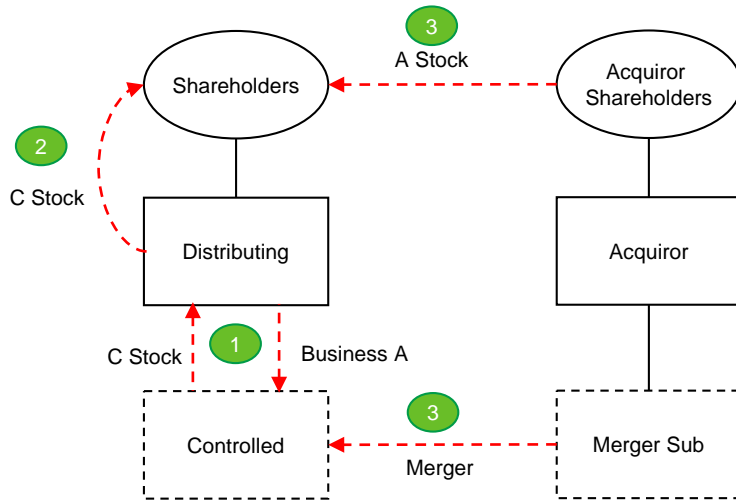 3
A Stock
Shareholders
Acquiror
Shareholders
2
C Stock
Distributing
Acquiror
1
C Stock
Business A
3
Controlled
Merger
Merger Sub